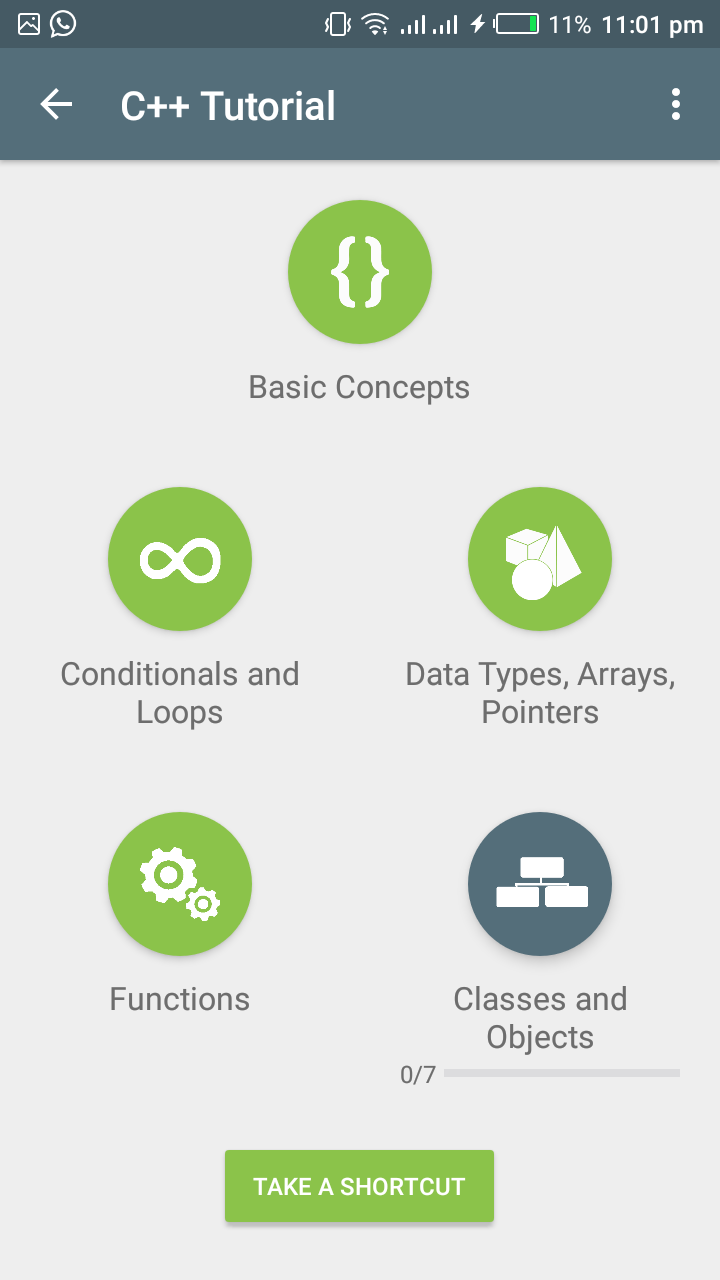 11% 11:01 pm
C++ Tutorial
{}
Basic Concepts
Conditionals and
Loops
Data Types, Arrays,
Pointers
Functions
Classes and
Objects
0/7
TAKE A SHORTCUT